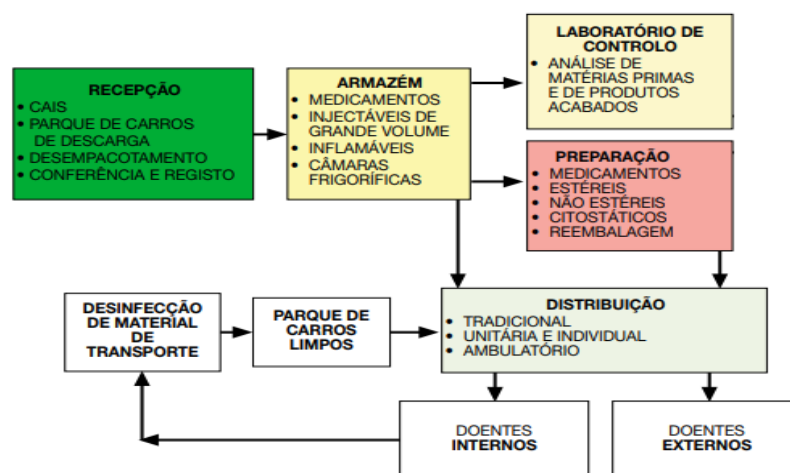 RECEPÇÃO
• CAIS
• PARQUE DE CARROS
DE DESCARGA
• DESEMPACOTAMENTO
• CONFERÊNCIA E REGISTO
ARMAZÉM
• MEDICAMENTOS
• INJECTÁVEIS DE
GRANDE VOLUME
• INFLAMÁVEIS
• CÂMARAS
FRIGORÍFICAS
LABORATÓRIO DE
CONTROLO
• ANÁLISE DE
MATÉRIAS PRIMAS
E DE PRODUTOS
ACABADOS
PREPARAÇÃO
• MEDICAMENTOS
• ESTÉREIS
• NÃO ESTÉREIS
• CITOSTÁTICOS
• REEMBALAGEM
DESINFECÇÃO
DE MATERIAL
DE
TRANSPORTE
PARQUE DE
CARROS
LIMPOS
DISTRIBUIÇÃO
• TRADICIONAL
• UNITÁRIA E INDIVIDUAL
• AMBULATÓRIO
DOENTES
INTERNOS
DOENTES
EXTERNOS